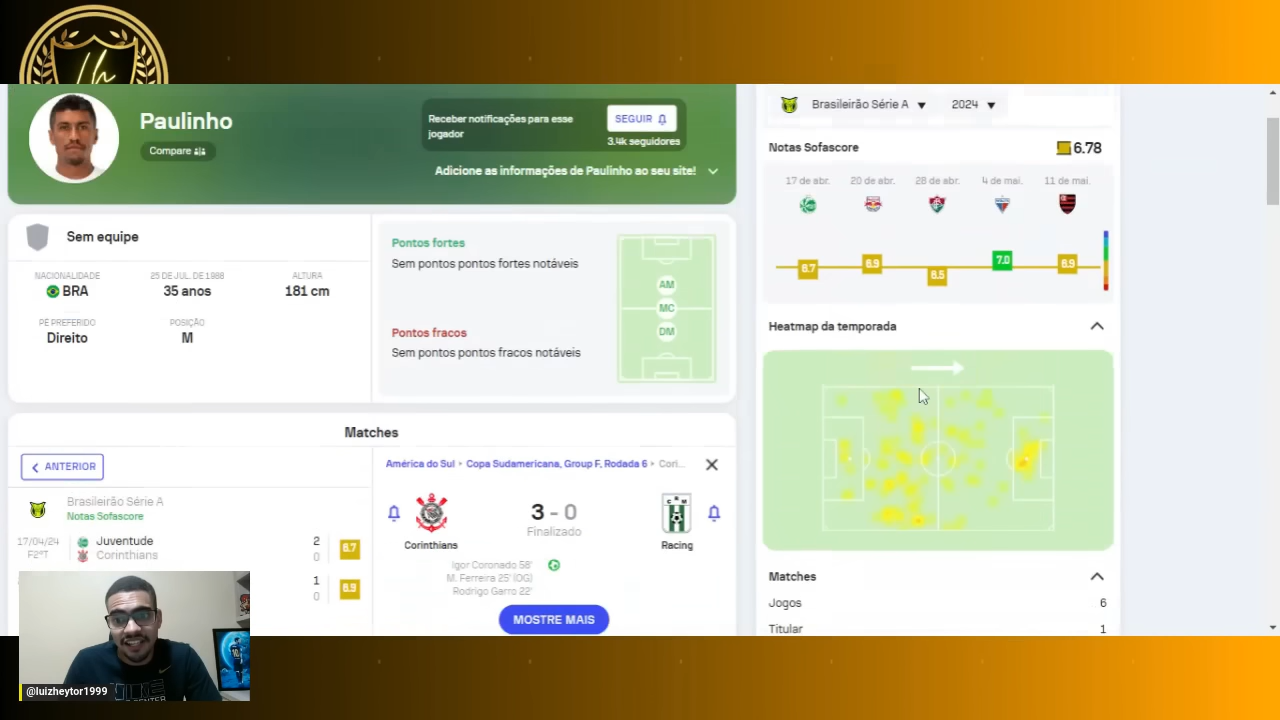 lh
Paulinho
Compare
Receber notificações para esse
jogador
SEGUIR
3.4k seguidores
Adicione as informações de Paulinho ao seu site!
Sem equipe
NACIONALIDADE
BRA
25 DE JUL. DE 1988
35 anos
ALTURA
181 cm
PÉ PREFERIDO
Direito
POSIÇÃO
M
Pontos fortes
Sem pontos pontos fortes notáveis
Pontos fracos
Sem pontos pontos fracos notáveis
AM
MC
DM
Matches
ANTERIOR
Brasileirão Série A
Notas Sofascore
17/04/24
F2°T
Juventude
Corinthians
2
0
6.7
1
0
6.9
América do Sul
Copa Sudamericana, Group F, Rodada 6
Cori...
Corinthians
3 - 0
Finalizado
Racing
Igor Coronado 58'
M. Ferreira 25' (OG)
Rodrigo Garro 22'
MOSTRE MAIS
Brasileirão Série A
2024
Notas Sofascore
6.78
17 de abr.
20 de abr.
28 de abr.
4 de mai.
11 de mai.
6.7
6.9
6.5
7.0
6.9
Heatmap da temporada
Matches
Jogos
6
Titular
1
@luizheytor1999